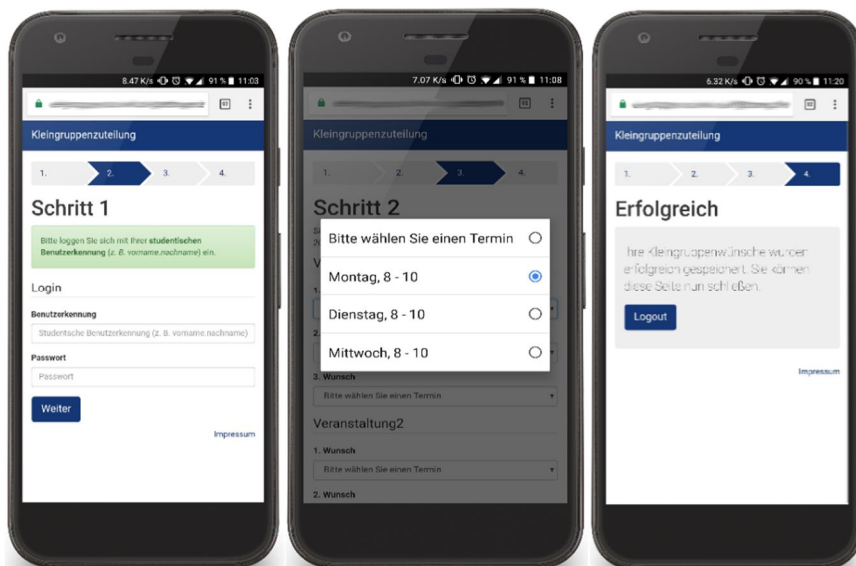 8.47 K/s 91 % 11:03
Kleingruppenzuteilung
1. 2. 3. 4.
Schritt 1
Bitte loggen Sie sich mit Ihrer studentischen
Benutzerkennung (z. B. vorname.nachname) ein.
Login
Benutzerkennung
Studentsche Benutzerkennung (z. B. vorname.nachname)
Passwort
Passwort
Weiter
Impressum
7.07 K/s 91 % 11:08
Kleingruppenzuteilung
1. 2. 3. 4.
Schritt 2
Bitte wählen Sie einen Termin
Montag, 8 - 10
Dienstag, 8 - 10
Mittwoch, 8 - 10
1.
2.
3. Wunsch
Bitte wählen Sie einen Termin
Veranstaltung2
1. Wunsch
Bitte wählen Sie einen Termin
2. Wunsch
6.32 K/s 90 % 11:20
Kleingruppenzuteilung
1. 2. 3. 4.
Erfolgreich
Ihre Kleingruppenwünsche wurden
erfolgreich gespeichert. Sie können
diese Seite nun schließen.
Logout
Impressum